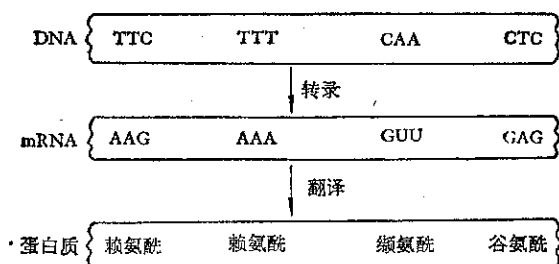 DNA TTC TTT CAA CTC
转录
mRNA AAG AAA GUU GAG
翻译
蛋白质 赖氨酰 赖氨酰 缬氨酰 谷氨酰